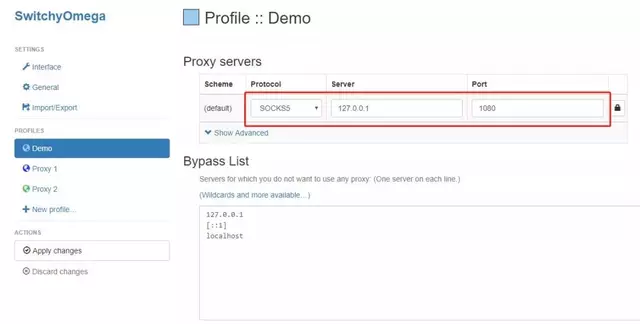 SwitchyOmega
SETTINGS
Interface
General
Import/Export
PROFILES
Demo
Proxy 1
Proxy 2
New profile...
ACTIONS
Apply changes
Discard changes
Profile :: Demo
Proxy servers
Scheme Protocol Server Port
(default) SOCKS5 127.0.0.1 1080
Show Advanced
Bypass List
Servers for which you do not want to use any proxy: (One server on each line.)
(Wildcards and more available...)
127.0.0.1
[::1]
localhost